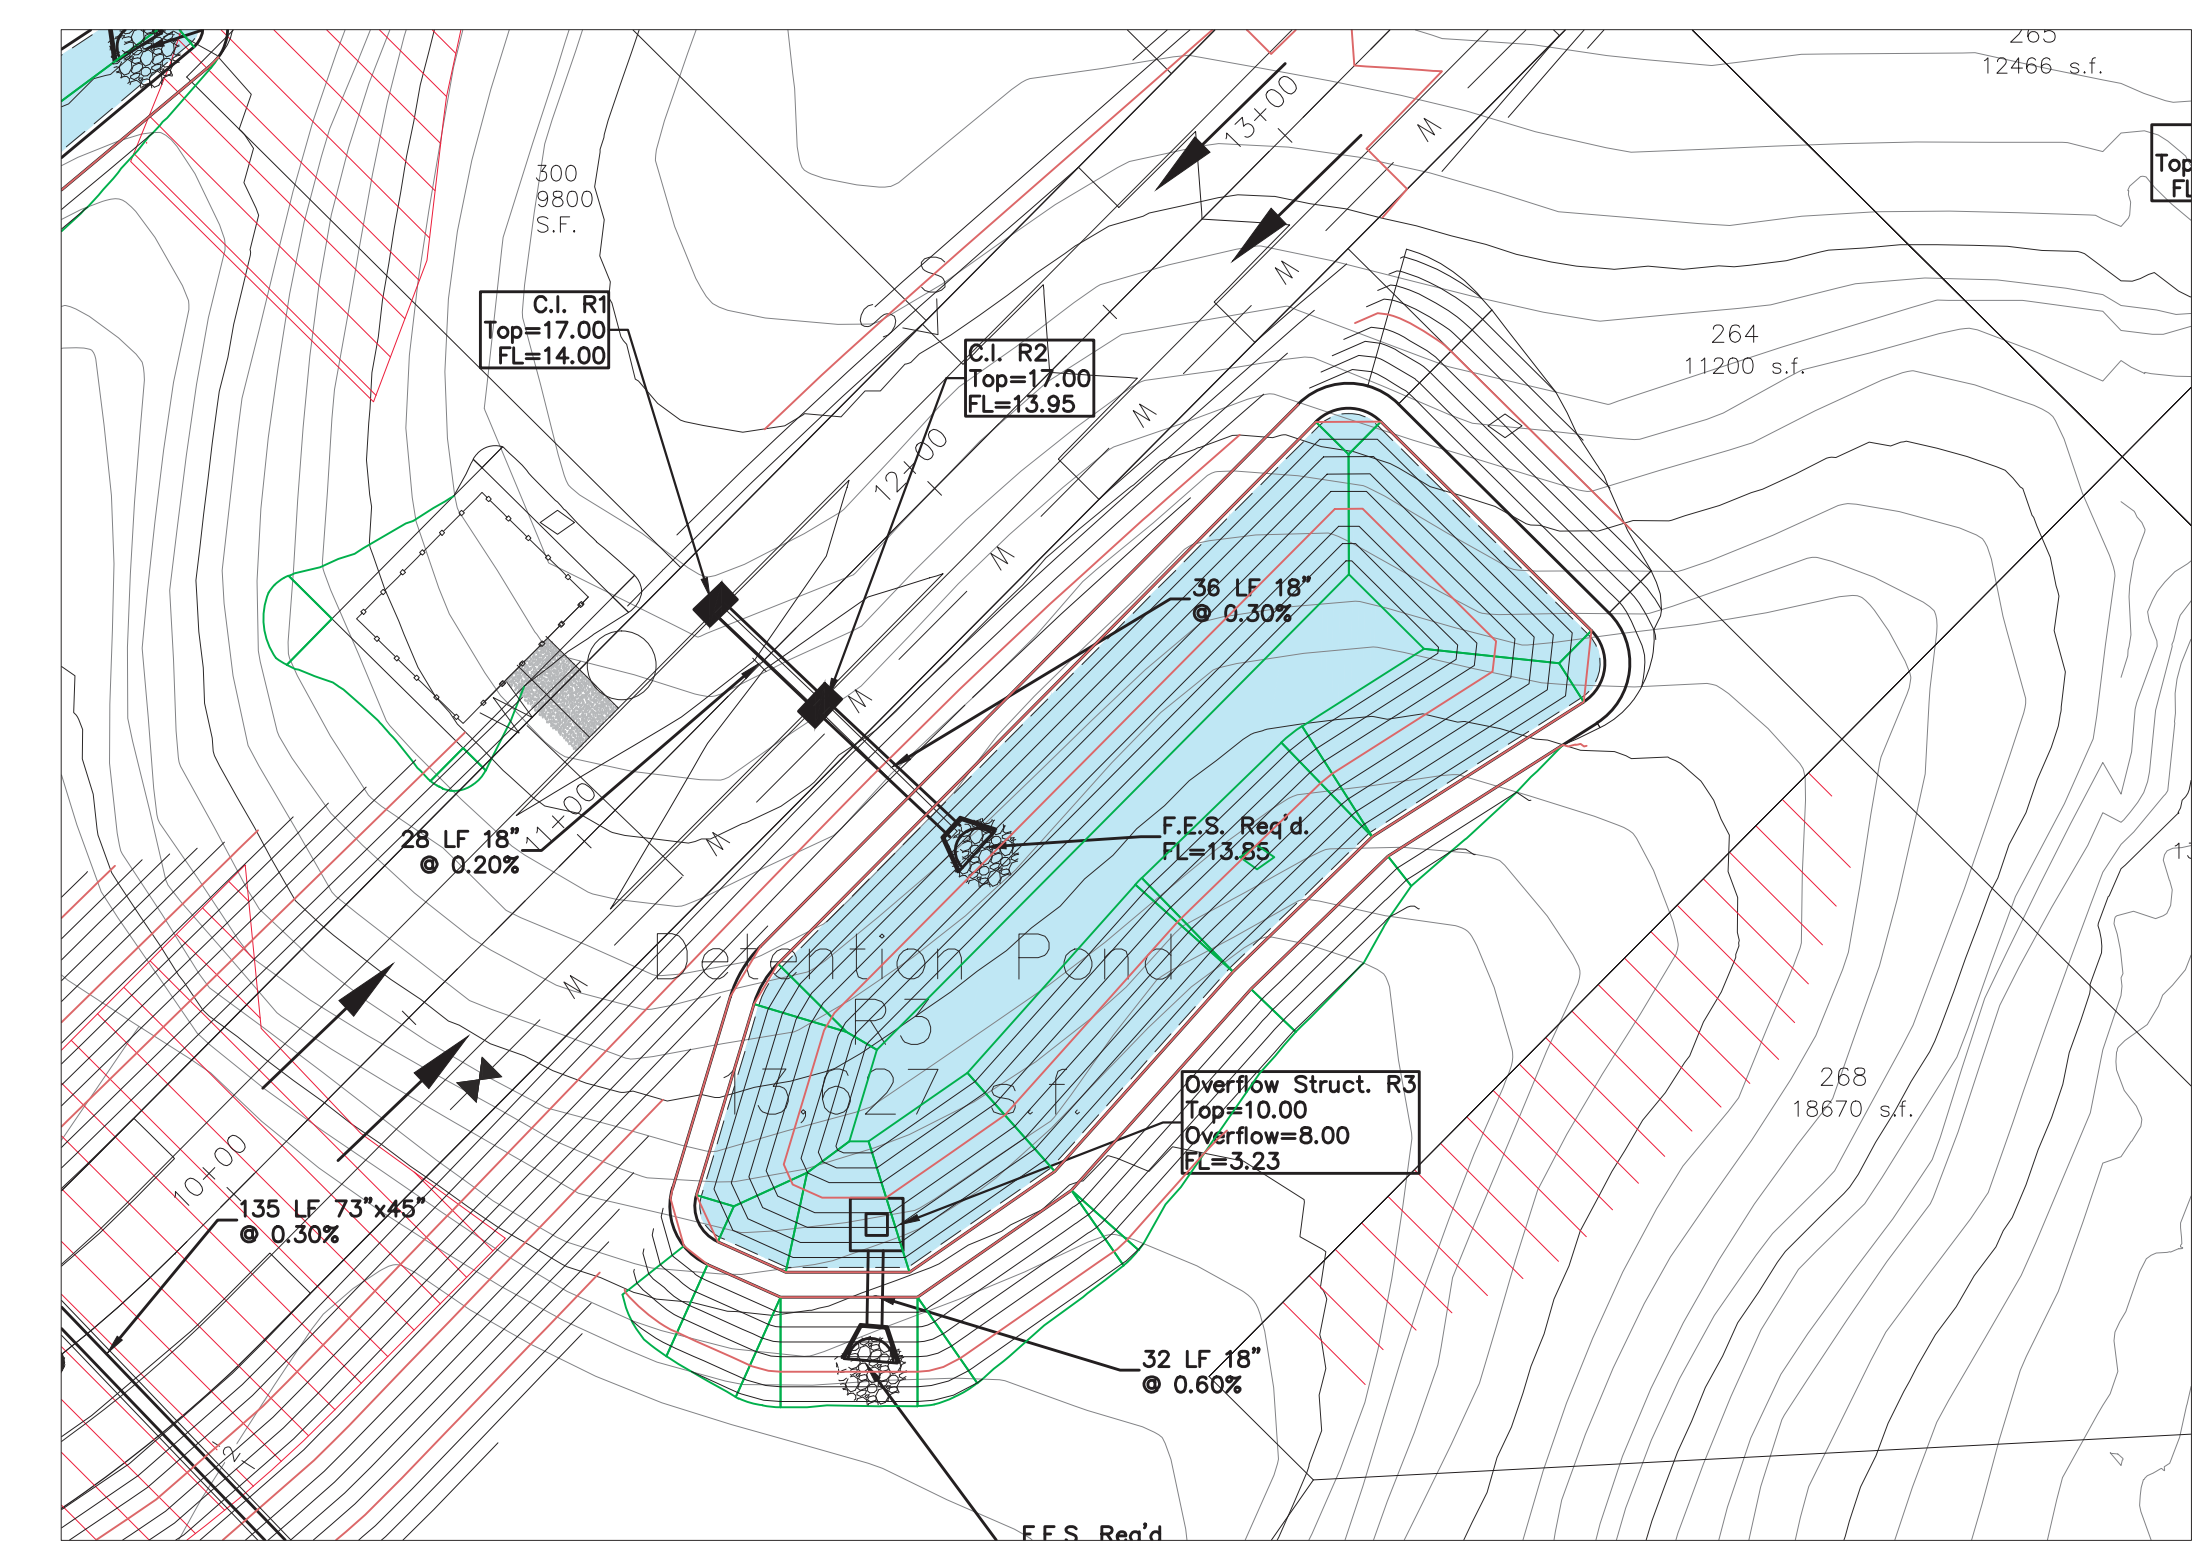 265
12466 s.f.
13+00
W
Top
FL
300
9800
S.F.
S
W
C.I. R1
Top=17.00
FL=14.00
264
11200 s.f.
C.I. R2
Top=17.00
FL=13.95
W
12+00
W
36 LF 18"
@ 0.30%
W
11+00
28 LF 18"
@ 0.20%
W
F.E.S. Req'd.
FL=13.85
Detention Pond
R3
13,627 s.f.
W
Overflow Struct. R3
Top=10.00
Overflow=8.00
FL=3.23
268
18670 s.f.
10+00
135 LF 73"x45"
@ 0.30%
32 LF 18"
@ 0.60%
12
F.E.S. Req'd